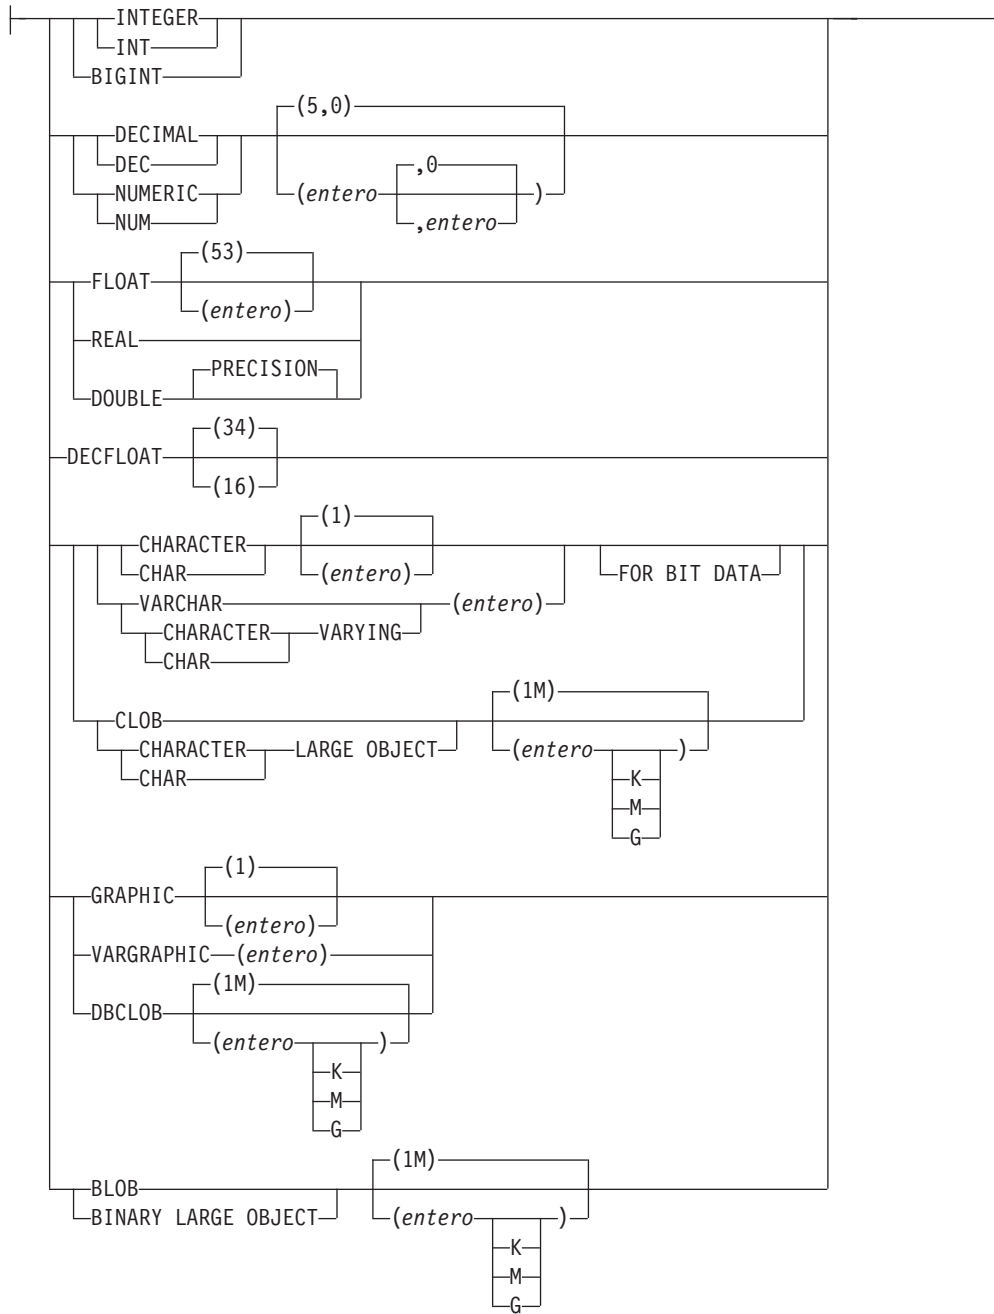 INTEGER
INT
BIGINT
(5,0)
DECIMAL
DEC
,0
NUMERIC
(entero )
NUM
,entero
(53)
FLOAT
(entero)
REAL
PRECISION
DOUBLE
(34)
DECFLOAT
(16)
(1)
CHARACTER
CHAR
(entero)
FOR BIT DATA
VARCHAR
(entero)
CHARACTER
VARYING
CHAR
(1M)
CLOB
CHARACTER
LARGE OBJECT
(entero )
CHAR
K
M
G
(1)
GRAPHIC
(entero)
VARGRAPHIC
(entero)
(1M)
DBCLOB
(entero )
K
M
G
(1M)
BLOB
BINARY LARGE OBJECT
(entero )
K
M
G